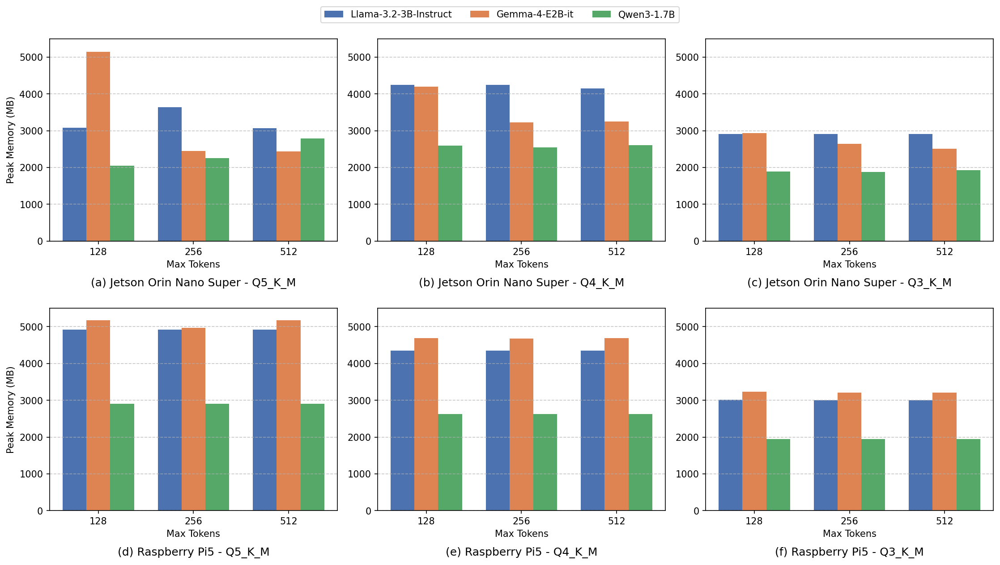 Llama-3.2-3B-Instruct Gemma-4-E2B-it Qwen3-1.7B
Peak Memory (MB)
5000
4000
3000
2000
1000
0
128 256 512
Max Tokens
(a) Jetson Orin Nano Super - Q5_K_M
5000
4000
3000
2000
1000
0
128 256 512
Max Tokens
(b) Jetson Orin Nano Super - Q4_K_M
5000
4000
3000
2000
1000
0
128 256 512
Max Tokens
(c) Jetson Orin Nano Super - Q3_K_M
Peak Memory (MB)
5000
4000
3000
2000
1000
0
128 256 512
Max Tokens
(d) Raspberry Pi5 - Q5_K_M
5000
4000
3000
2000
1000
0
128 256 512
Max Tokens
(e) Raspberry Pi5 - Q4_K_M
5000
4000
3000
2000
1000
0
128 256 512
Max Tokens
(f) Raspberry Pi5 - Q3_K_M